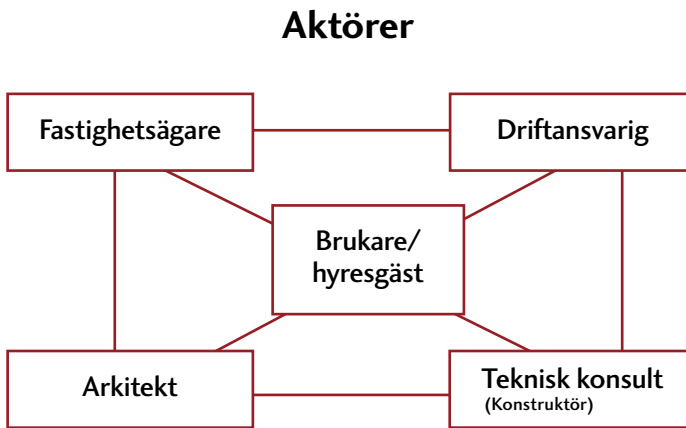 Aktörer
Fastighetsägare
Driftansvarig
Brukare/
hyresgäst
Arkitekt
Teknisk konsult
(Konstruktör)